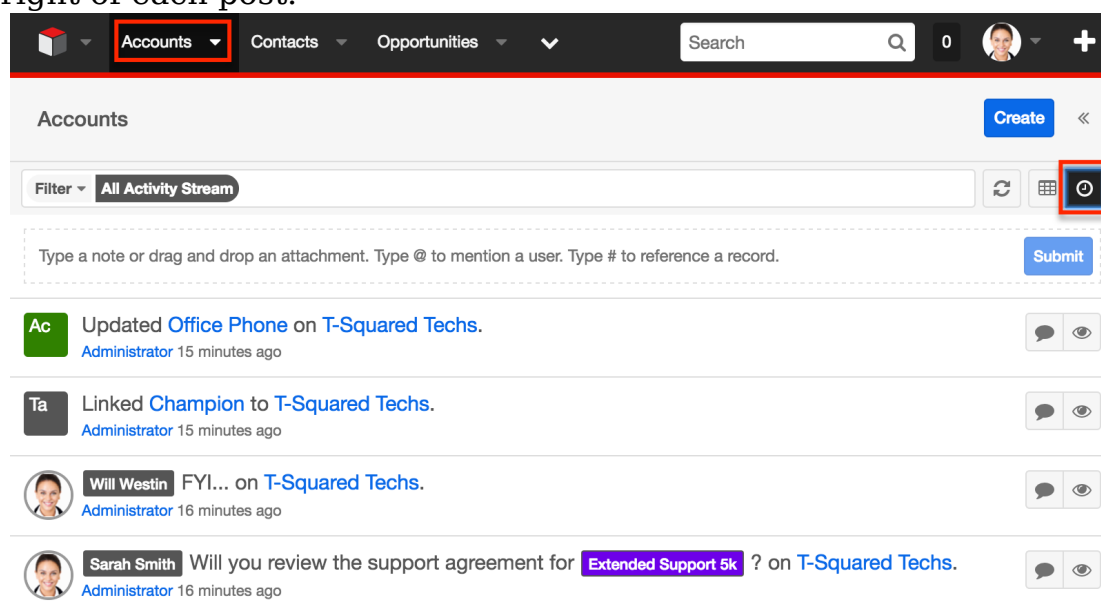 right of each post.
Accounts Contacts Opportunities Search 0
Accounts Create
Filter All Activity Stream
Type a note or drag and drop an attachment. Type @ to mention a user. Type # to reference a record. Submit
Ac Updated Office Phone on T-Squared Techs.
Administrator 15 minutes ago
Ta Linked Champion to T-Squared Techs.
Administrator 15 minutes ago
Will Westin FYI... on T-Squared Techs.
Administrator 16 minutes ago
Sarah Smith Will you review the support agreement for Extended Support 5k ? on T-Squared Techs.
Administrator 16 minutes ago